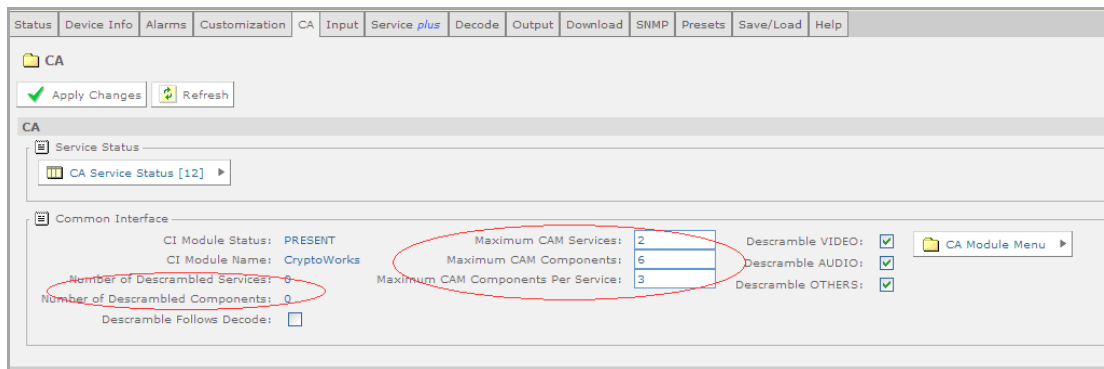 Status Device Info Alarms Customization CA Input Service plus Decode Output Download SNMP Presets Save/Load Help
CA
Apply Changes Refresh
CA
Service Status
CA Service Status [12]
Common Interface
CI Module Status: PRESENT Maximum CAM Services: 2 Descramble VIDEO: CA Module Menu
CI Module Name: CryptoWorks Maximum CAM Components: 6 Descramble AUDIO:
Number of Descrambled Services: 0 Maximum CAM Components Per Service: 3 Descramble OTHERS:
Number of Descrambled Components: 0
Descramble Follows Decode: